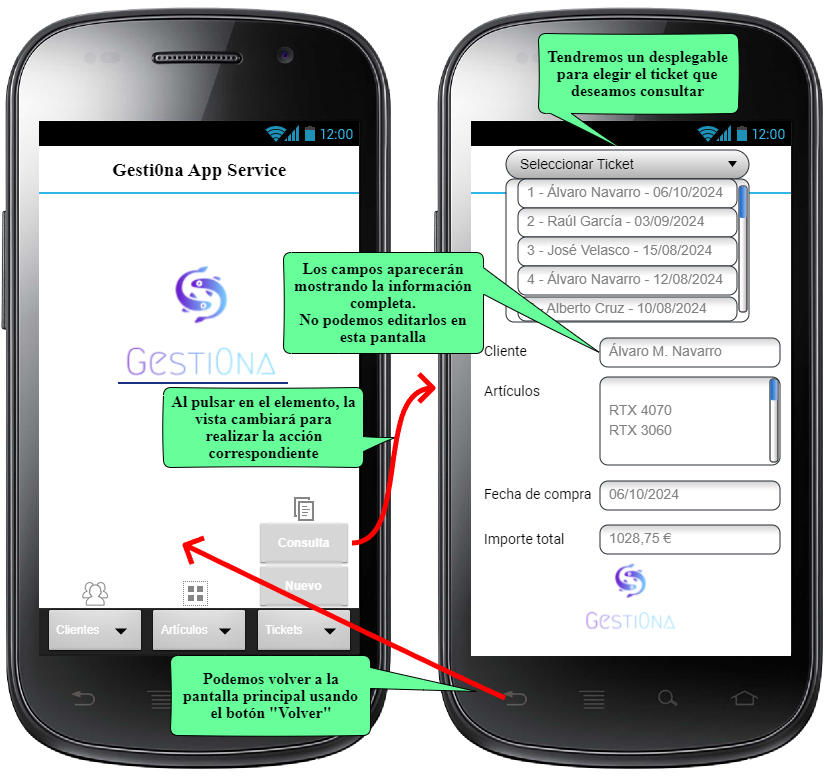 12:00
Gesti0na App Service
Gesti0na
Al pulsar en el elemento, la
vista cambiará para
realizar la acción
correspondiente
Consulta
Nuevo
Clientes
Artículos
Tickets
Podemos volver a la
pantalla principal usando
el botón "Volver"
Tendremos un desplegable
para elegir el ticket que
deseamos consultar
12:00
Seleccionar Ticket
1 - Álvaro Navarro - 06/10/2024
2 - Raúl García - 03/09/2024
3 - José Velasco - 15/08/2024
4 - Álvaro Navarro - 12/08/2024
- Alberto Cruz - 10/08/2024
Los campos aparecerán
mostrando la información
completa.
No podemos editarlos en
esta pantalla
Cliente
Álvaro M. Navarro
Artículos
RTX 4070
RTX 3060
Fecha de compra
06/10/2024
Importe total
1028,75 €
Gesti0na